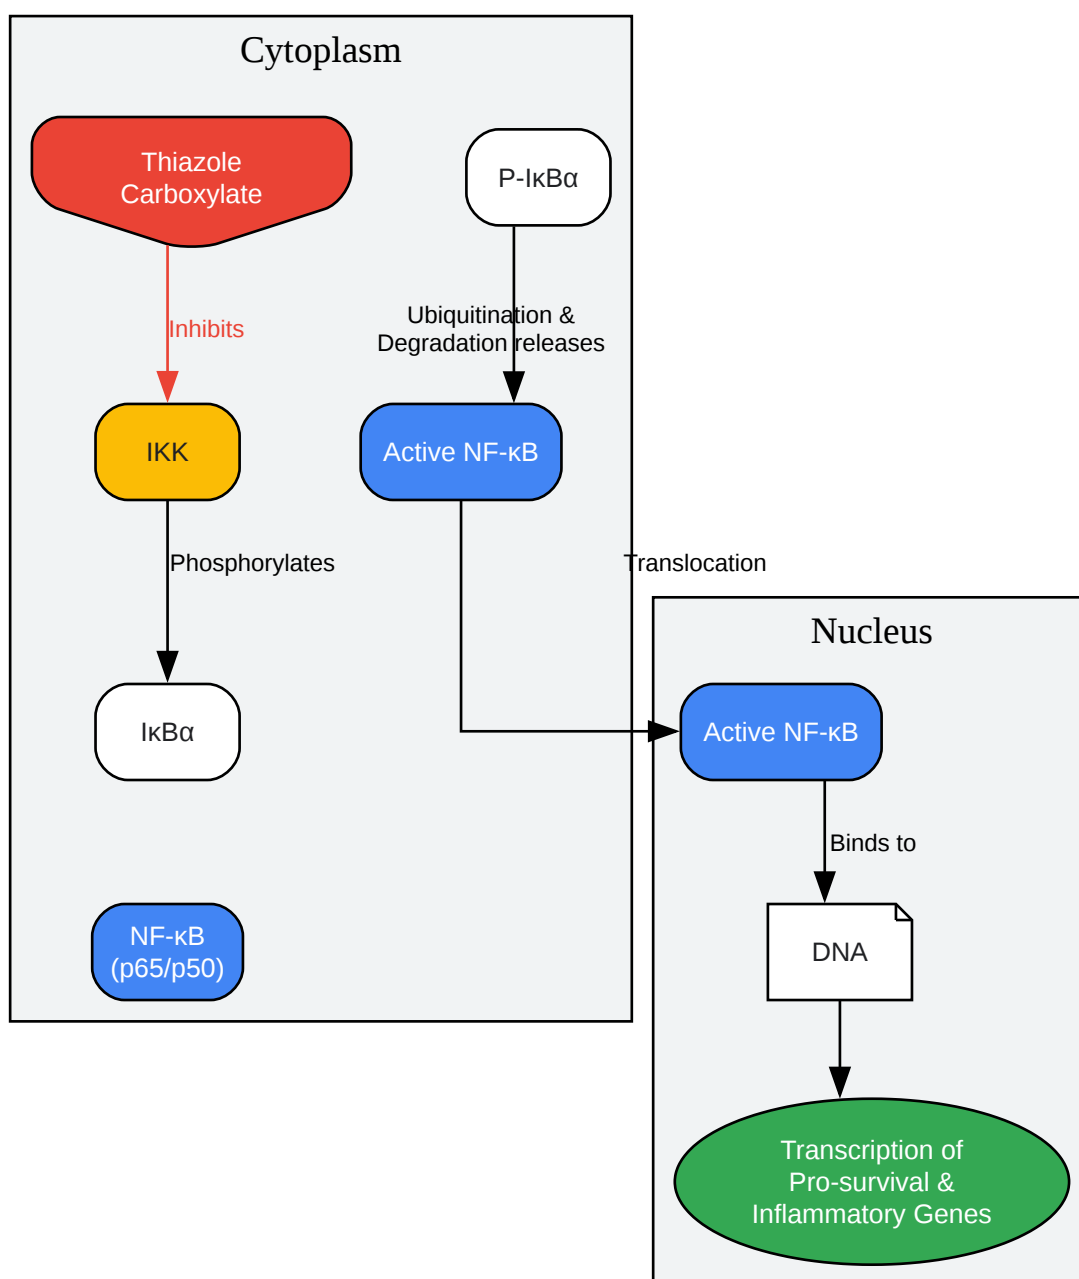 Cytoplasm
Thiazole
Carboxylate
P-IκBα
Inhibits
Ubiquitination &
Degradation releases
IKK
Active NF-κB
Phosphorylates
Translocation
Nucleus
IκBα
Active NF-κB
Binds to
NF-κB
(p65/p50)
DNA
Transcription of
Pro-survival &
Inflammatory Genes